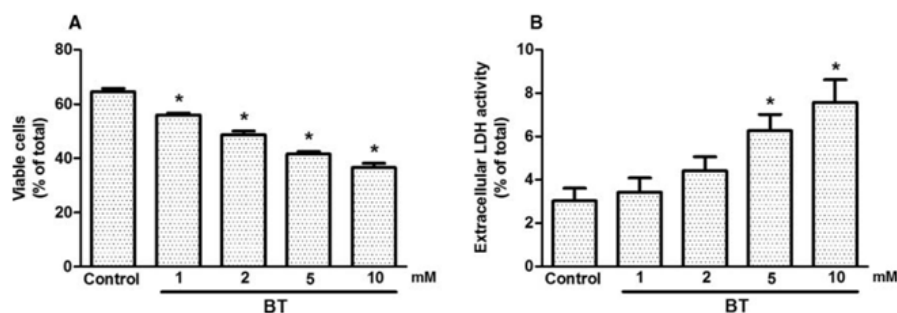 A
Viable cells
(% of total)
80
60
40
20
0
*
*
*
*
Control
1
2
5
10
mM
BT
B
Extracellular LDH activity
(% of total)
10
8
6
4
2
0
*
*
Control
1
2
5
10
mM
BT